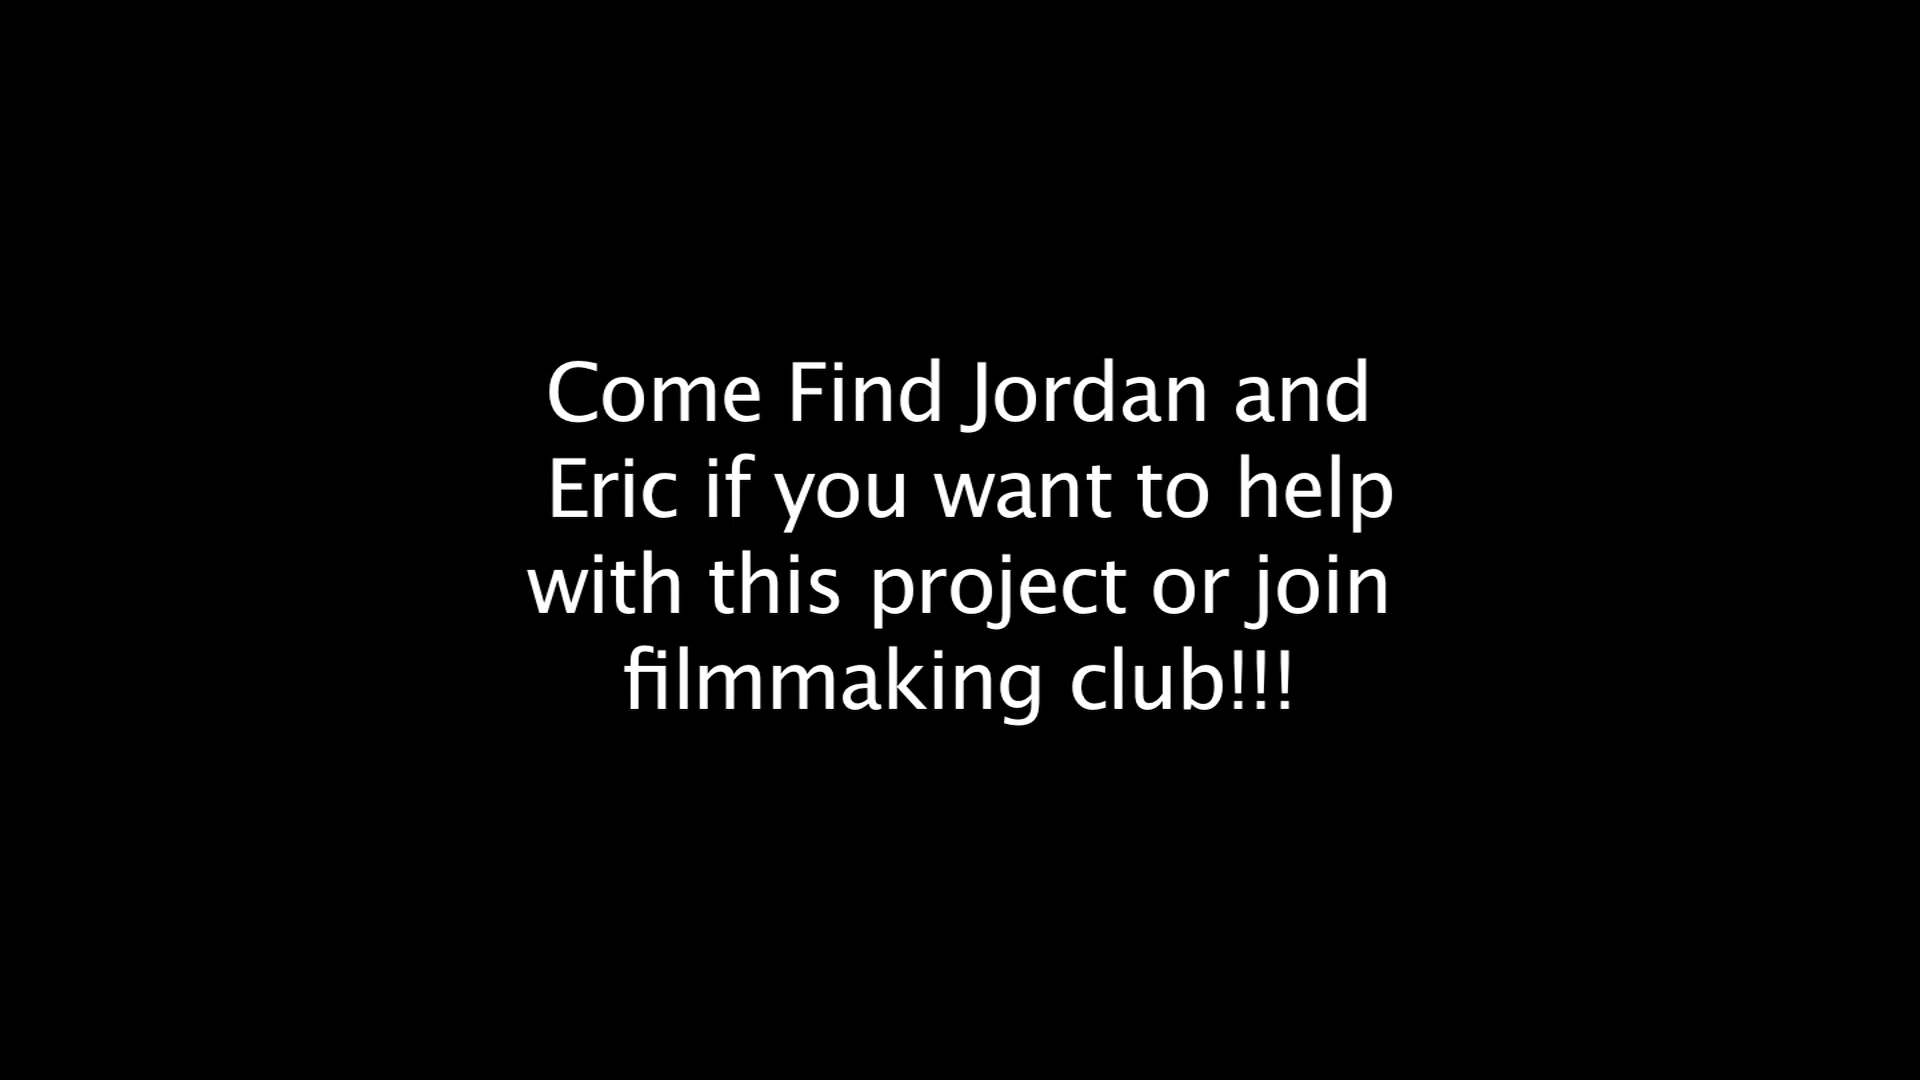 Come Find Jordan and
Eric if you want to help
with this project or join
filmmaking club!!!